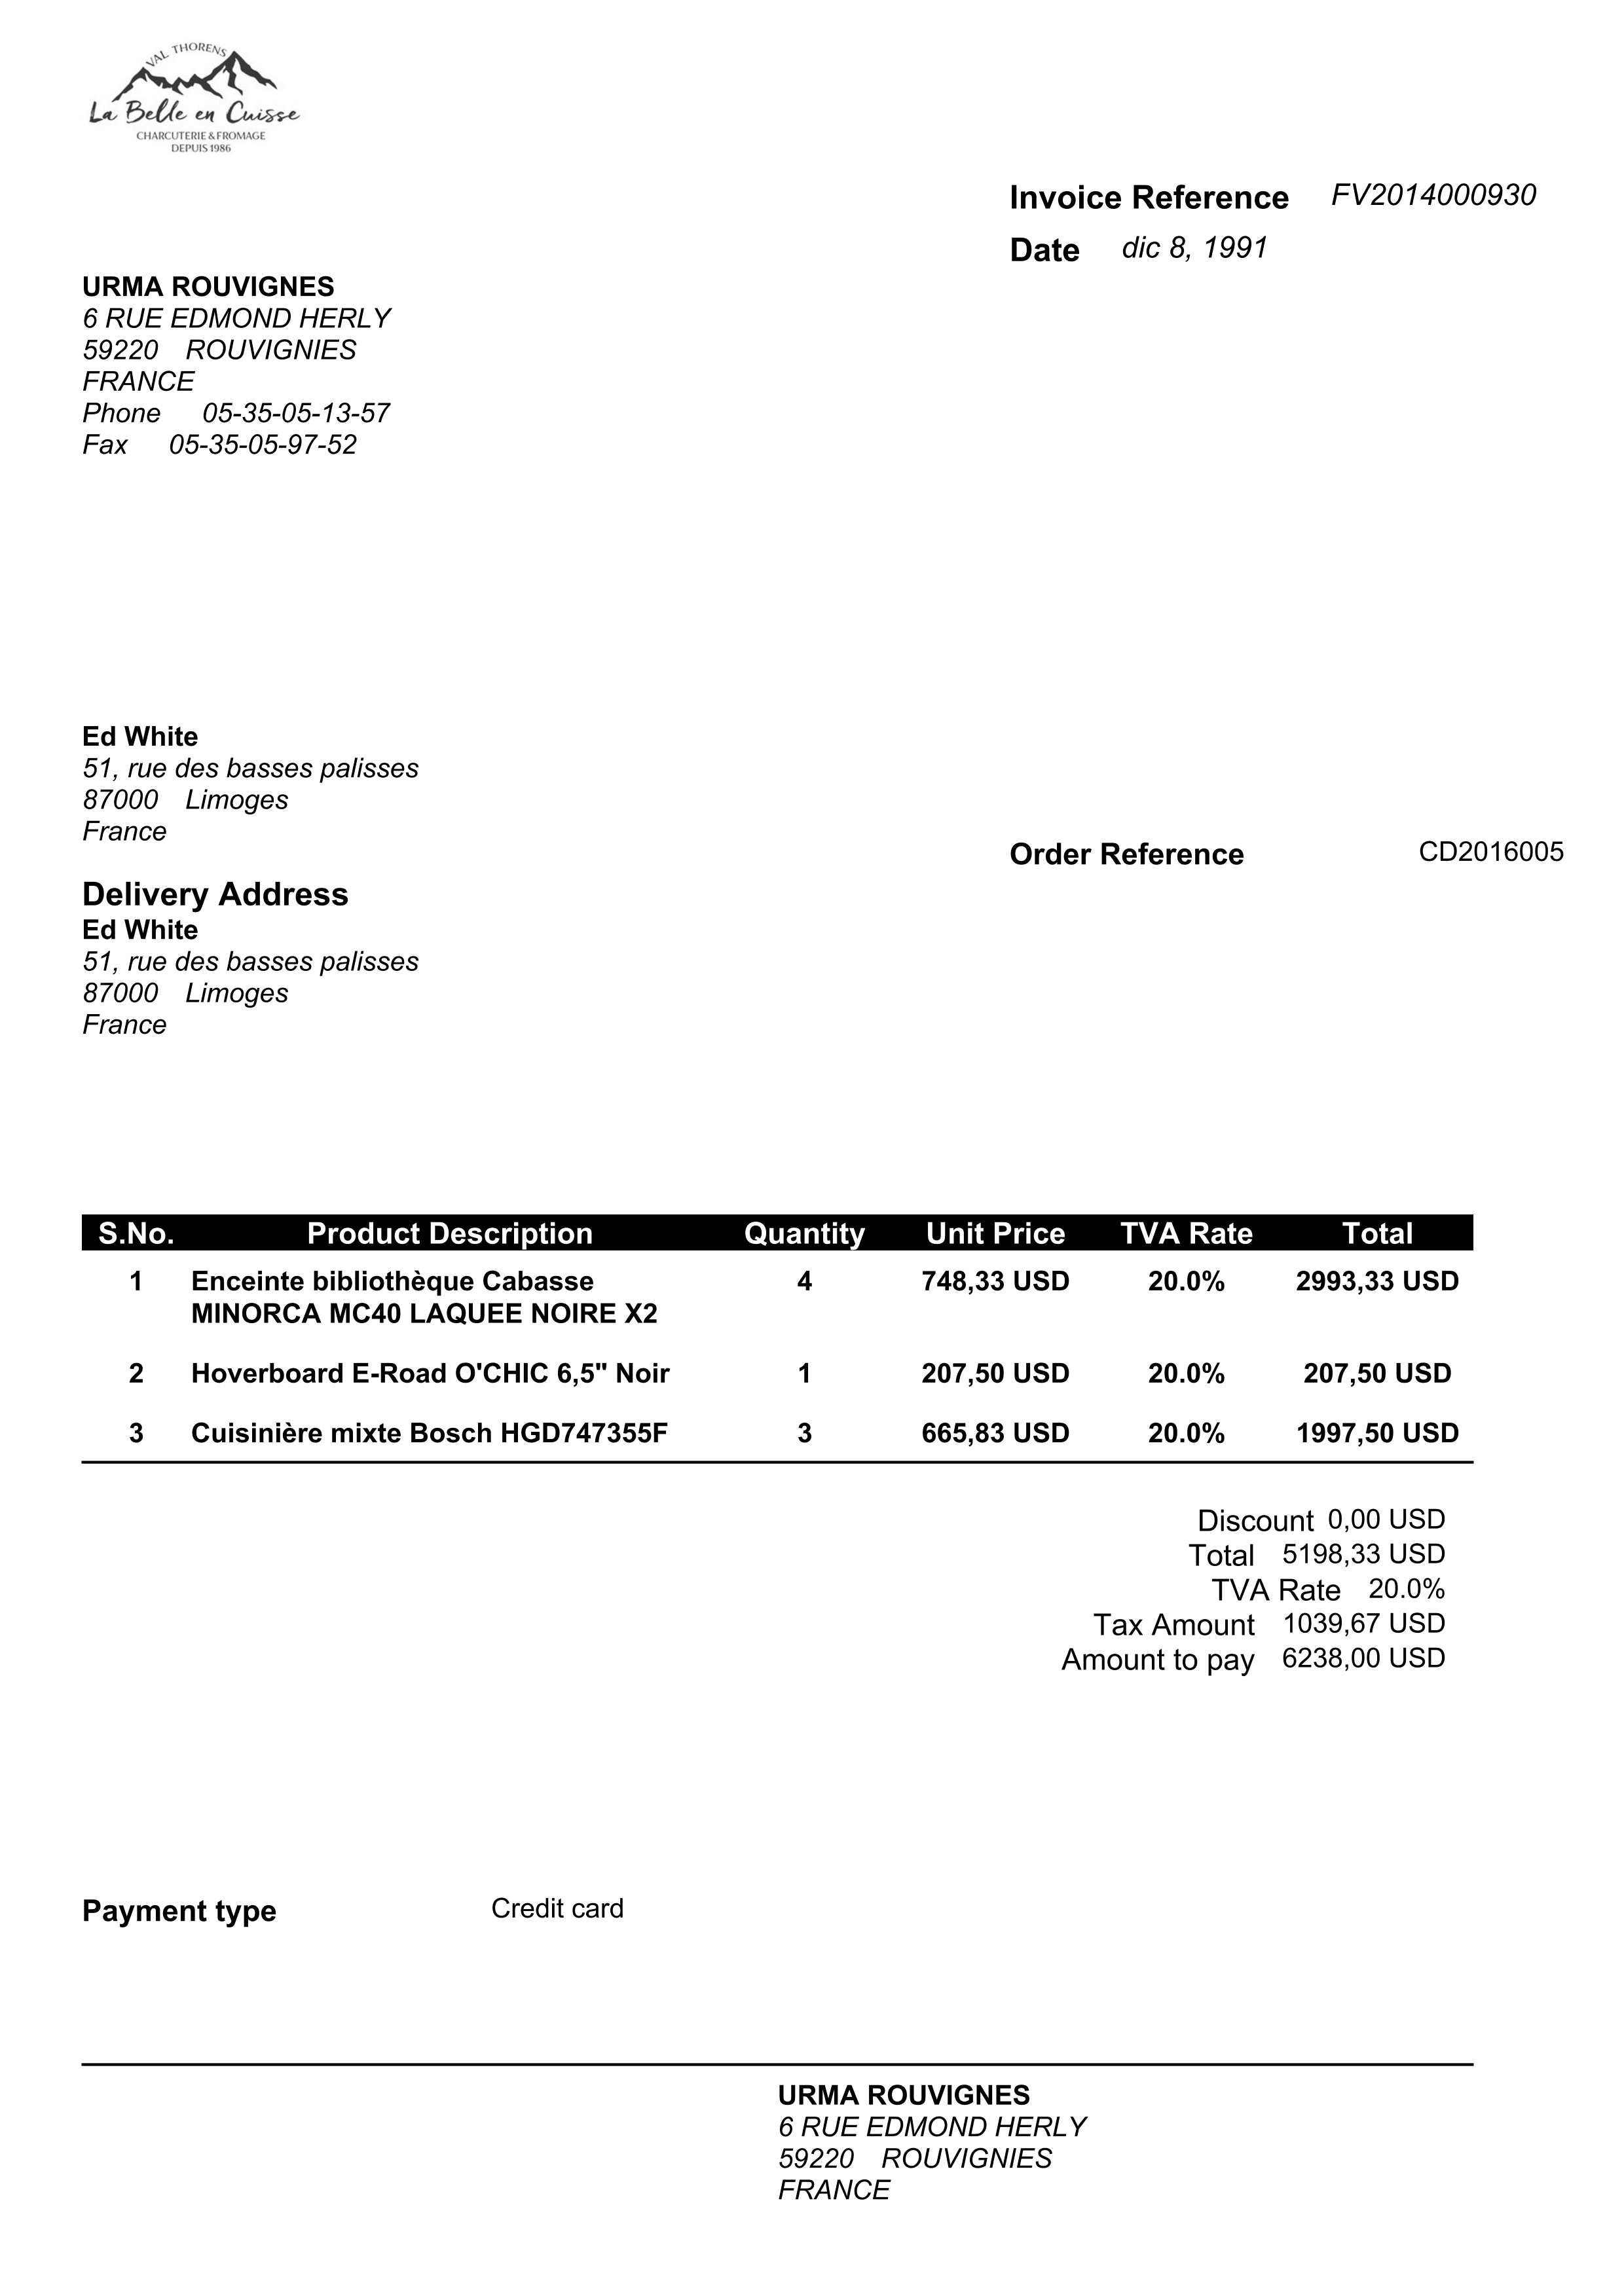 VAL THORENS
La Belle en Cuisse
CHARCUTERIE & FROMAGE
DEPUIS 1986
Invoice Reference FV2014000930
Date dic 8, 1991
URMA ROUVIGNES
6 RUE EDMOND HERLY
59220 ROUVIGNIES
FRANCE
Phone 05-35-05-13-57
Fax 05-35-05-97-52
Ed White
51, rue des basses palisses
87000 Limoges
France
Order Reference CD2016005
Delivery Address
Ed White
51, rue des basses palisses
87000 Limoges
France
S.No. Product Description Quantity Unit Price TVA Rate Total
1 Enceinte bibliothèque Cabasse 4 748,33 USD 20.0% 2993,33 USD
MINORCA MC40 LAQUEE NOIRE X2
2 Hoverboard E-Road O'CHIC 6,5" Noir 1 207,50 USD 20.0% 207,50 USD
3 Cuisinière mixte Bosch HGD747355F 3 665,83 USD 20.0% 1997,50 USD
Discount 0,00 USD
Total 5198,33 USD
TVA Rate 20.0%
Tax Amount 1039,67 USD
Amount to pay 6238,00 USD
Payment type Credit card
URMA ROUVIGNES
6 RUE EDMOND HERLY
59220 ROUVIGNIES
FRANCE